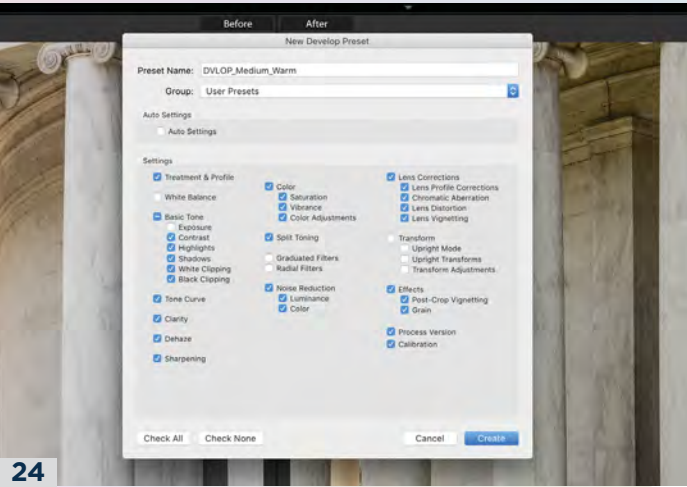 Before After
New Develop Preset
Preset Name: DVLOP_Medium_Warm
Group: User Presets
Auto Settings
Auto Settings
Settings
Treatment & Profile
White Balance
Basic Tone
Exposure
Contrast
Highlights
Shadows
White Clipping
Black Clipping
Tone Curve
Clarity
Dehaze
Sharpening
Color
Saturation
Vibrance
Color Adjustments
Split Toning
Graduated Filters
Radial Filters
Noise Reduction
Luminance
Color
Lens Corrections
Lens Profile Corrections
Chromatic Aberration
Lens Distortion
Lens Vignetting
Transform
Upright Mode
Upright Transforms
Transform Adjustments
Effects
Post-Crop Vignetting
Grain
Process Version
Calibration
Check All Check None Cancel Create
24